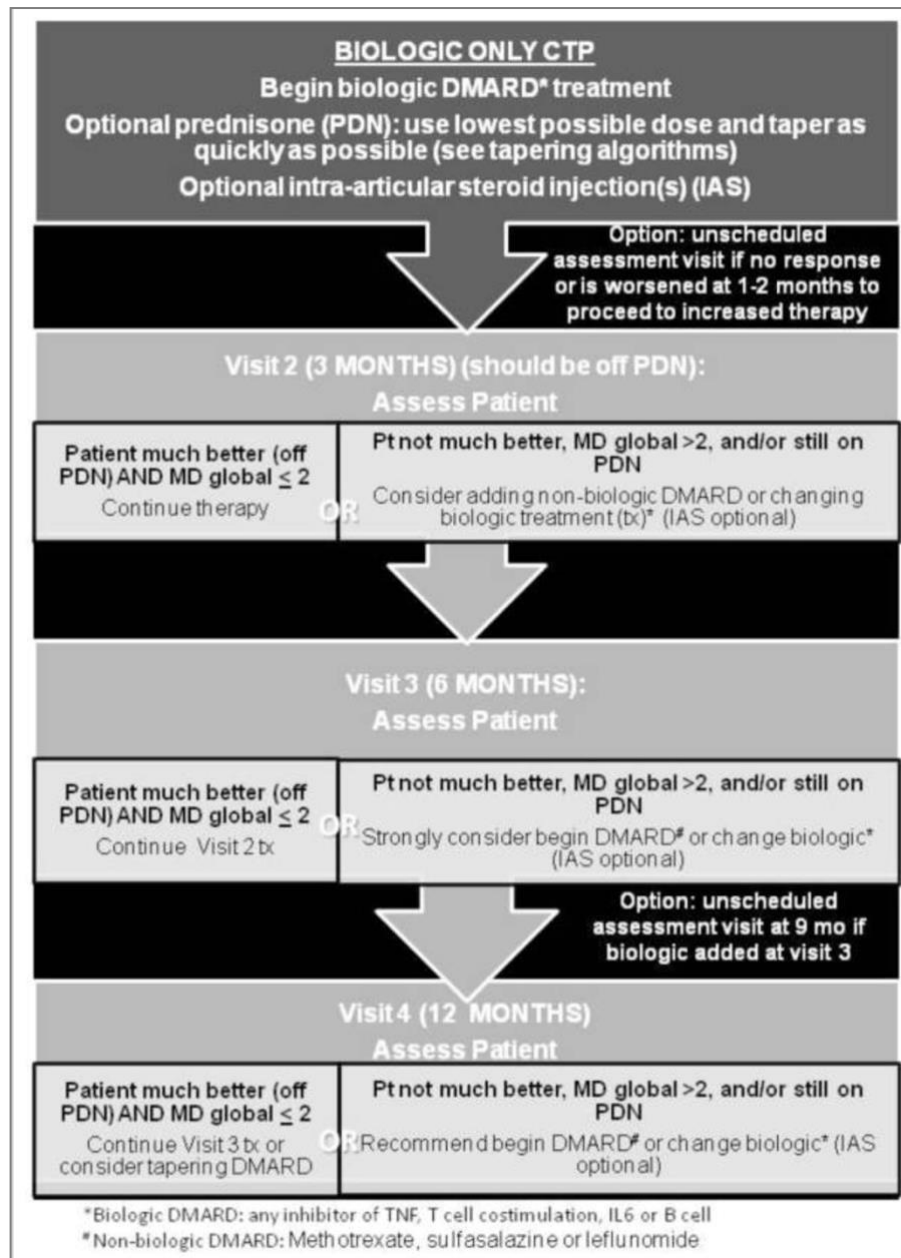 BIOLOGIC ONLY CTP
Begin biologic DMARD* treatment
Optional prednisone (PDN): use lowest possible dose and taper as
quickly as possible (see tapering algorithms)
Optional intra-articular steroid injection(s) (IAS)
Option: unscheduled
assessment visit if no response
or is worsened at 1-2 months to
proceed to increased therapy
Visit 2 (3 MONTHS) (should be off PDN):
Assess Patient
Patient much better (off
PDN) AND MD global ≤ 2
Continue therapy
OR
Pt not much better, MD global >2, and/or still on
PDN
Consider adding non-biologic DMARD or changing
biologic treatment (tx)* (IAS optional)
Visit 3 (6 MONTHS):
Assess Patient
Patient much better (off
PDN) AND MD global ≤ 2
Continue Visit 2 tx
OR
Pt not much better, MD global >2, and/or still on
PDN
Strongly consider begin DMARD# or change biologic*
(IAS optional)
Option: unscheduled
assessment visit at 9 mo if
biologic added at visit 3
Visit 4 (12 MONTHS)
Assess Patient
Patient much better (off
PDN) AND MD global ≤ 2
Continue Visit 3 tx or
consider tapering DMARD
OR
Pt not much better, MD global >2, and/or still on
PDN
Recommend begin DMARD# or change biologic* (IAS
optional)
*Biologic DMARD: any inhibitor of TNF, T cell costimulation, IL6 or B cell
#Non-biologic DMARD: Methotrexate, sulfasalazine or leflunomide